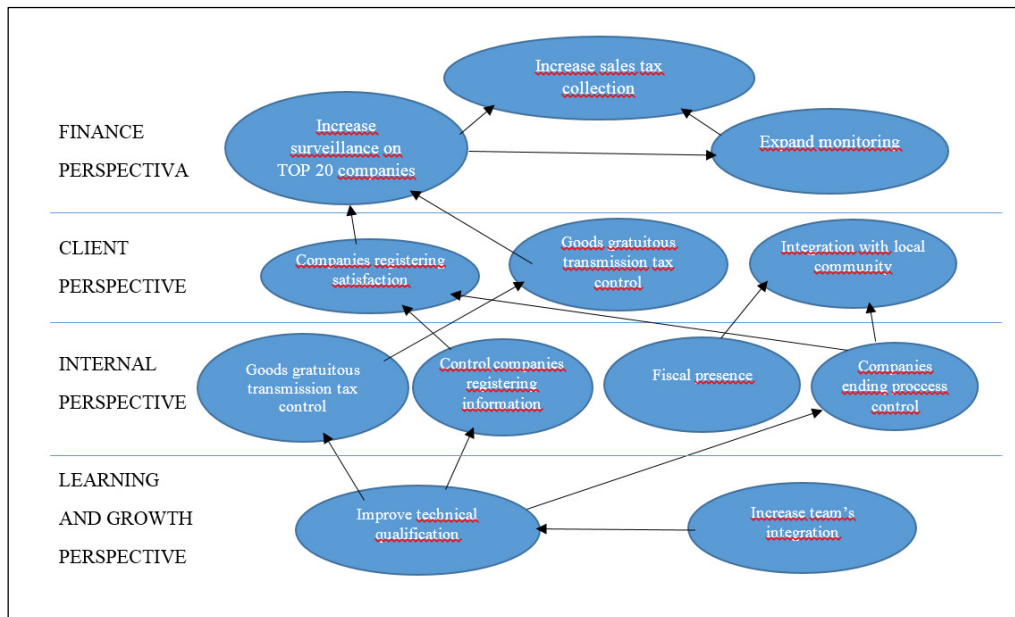 Increase sales tax
collection
FINANCE
PERSPECTIVA
Increase
surveillance on
TOP 20 companies
Expand monitoring
CLIENT
PERSPECTIVE
Companies registering
satisfaction
Goods gratuitous
transmission tax
control
Integration with local
community
INTERNAL
PERSPECTIVE
Goods gratuitous
transmission tax
control
Control companies
registering
information
Fiscal presence
Companies
ending proccess
control
LEARNING
AND GROWTH
PERSPECTIVE
Improve technical
qualification
Increase team’s
integration